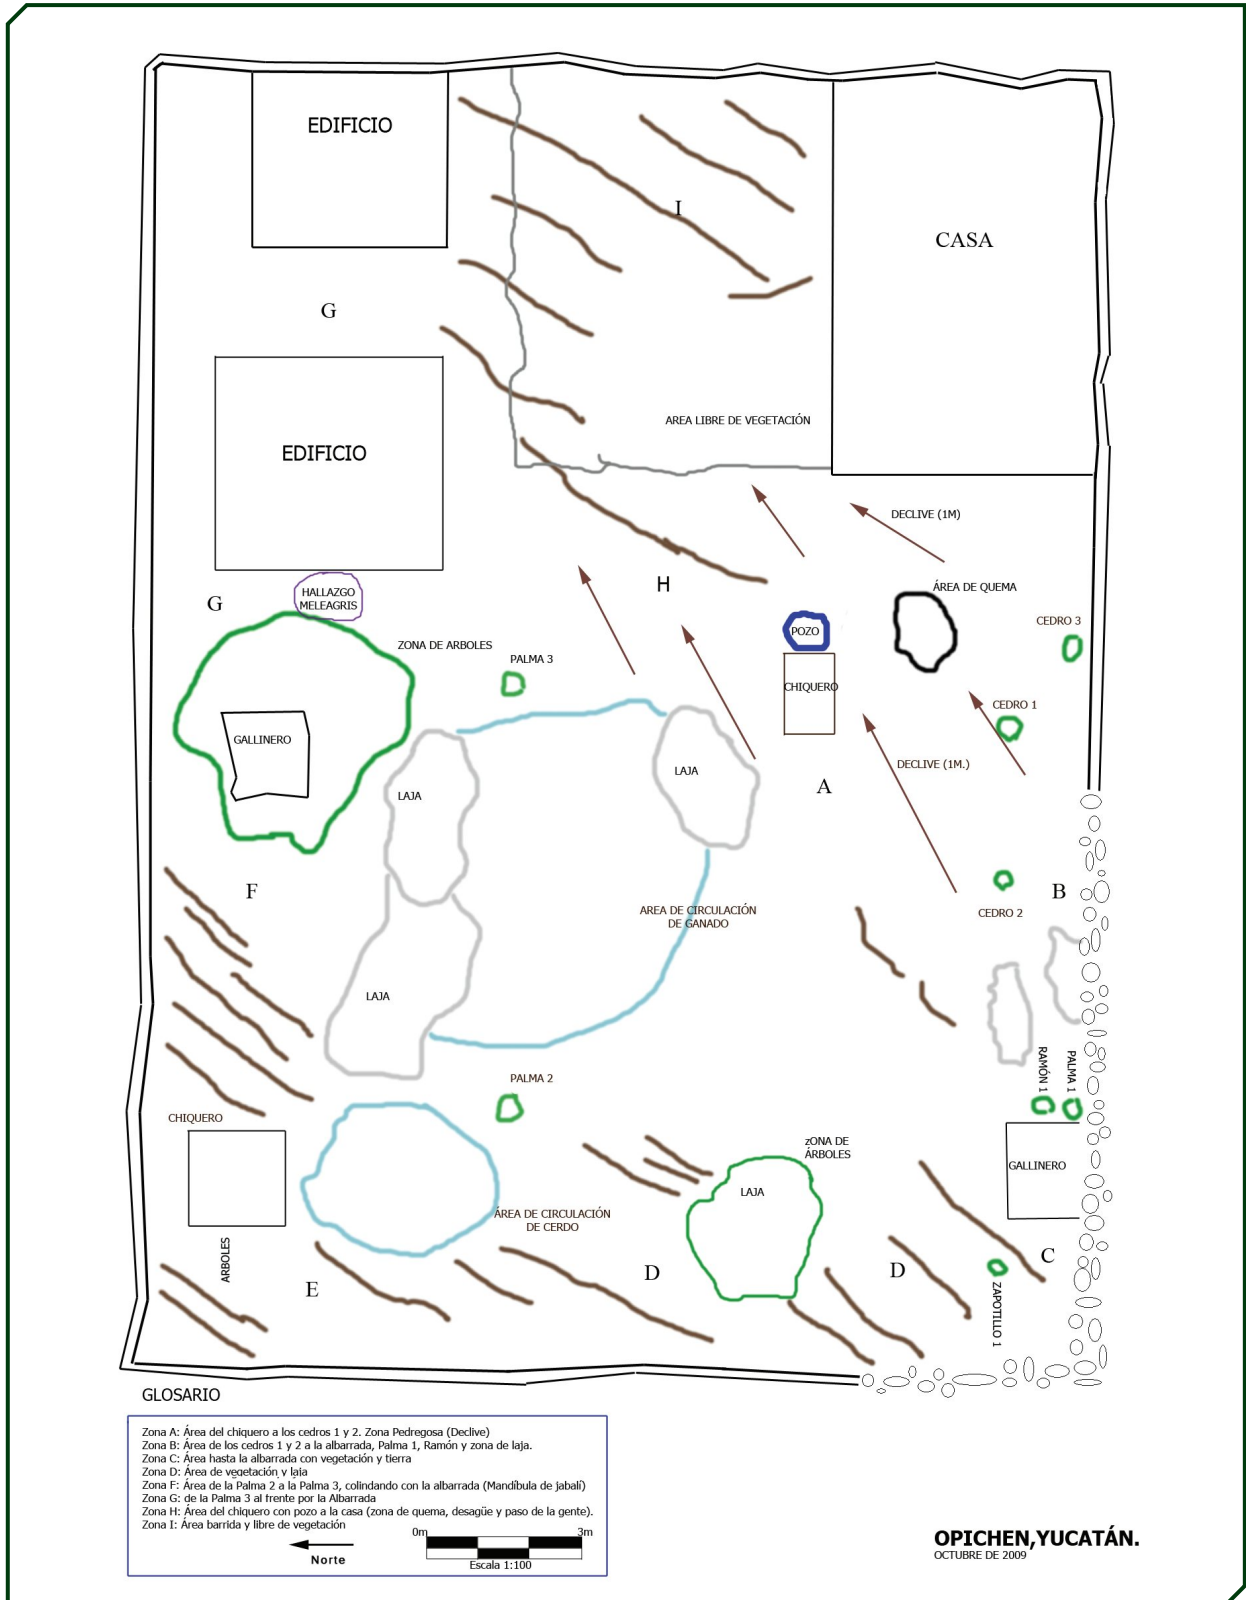 EDIFICIO
I
CASA
G
AREA LIBRE DE VEGETACIÓN
EDIFICIO
DECLIVE (1M)
H
ÁREA DE QUEMA
HALLAZGO
MELEAGRIS
G
CEDRO 3
POZO
ZONA DE ARBOLES
PALMA 3
CHIQUERO
CEDRO 1
GALLINERO
DECLIVE (1M.)
LAJA
A
LAJA
F
B
AREA DE CIRCULACIÓN
DE GANADO
CEDRO 2
LAJA
RAMÓN 1
PALMA 1
PALMA 2
CHIQUERO
zONA DE
ÁRBOLES
GALLINERO
LAJA
ÁREA DE CIRCULACIÓN
DE CERDO
ARBOLES
C
D
D
E
ZAPOTILLO 1
GLOSARIO
Zona A: Área del chiquero a los cedros 1 y 2. Zona Pedregosa (Declive)
Zona B: Área de los cedros 1 y 2 a la albarrada, Palma 1, Ramón y zona de laja.
Zona C: Área hasta la albarrada con vegetación y tierra
Zona D: Área de vegetación y laja
Zona F: Área de la Palma 2 a la Palma 3, colindando con la albarrada (Mandíbula de jabalí)
Zona G: de la Palma 3 al frente por la Albarrada
Zona H: Área del chiquero con pozo a la casa (zona de quema, desagüe y paso de la gente).
Zona I: Área barrida y libre de vegetación
0m 3m
Norte
Escala 1:100
OPICHEN,YUCATÁN.
OCTUBRE DE 2009